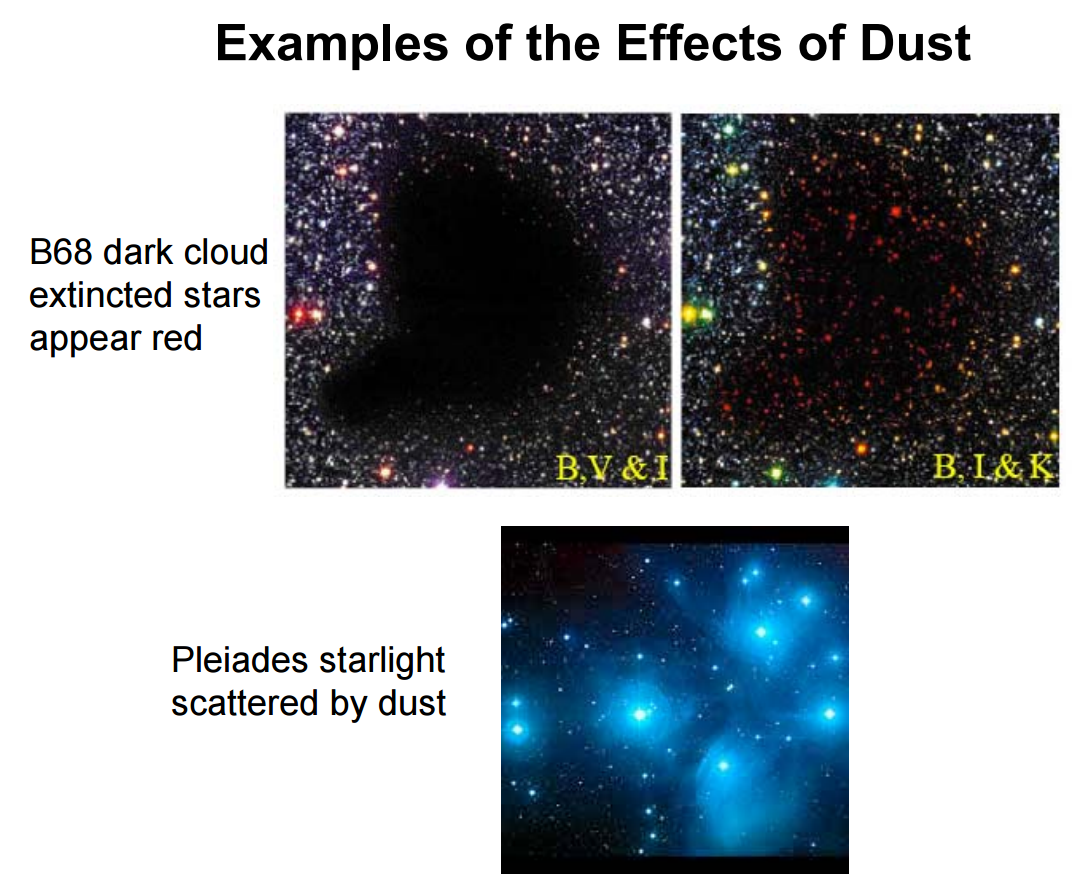 Examples of the Effects of Dust
B68 dark cloud
extincted stars
appear red
B,V & I
B, I & K
Pleiades starlight
scattered by dust